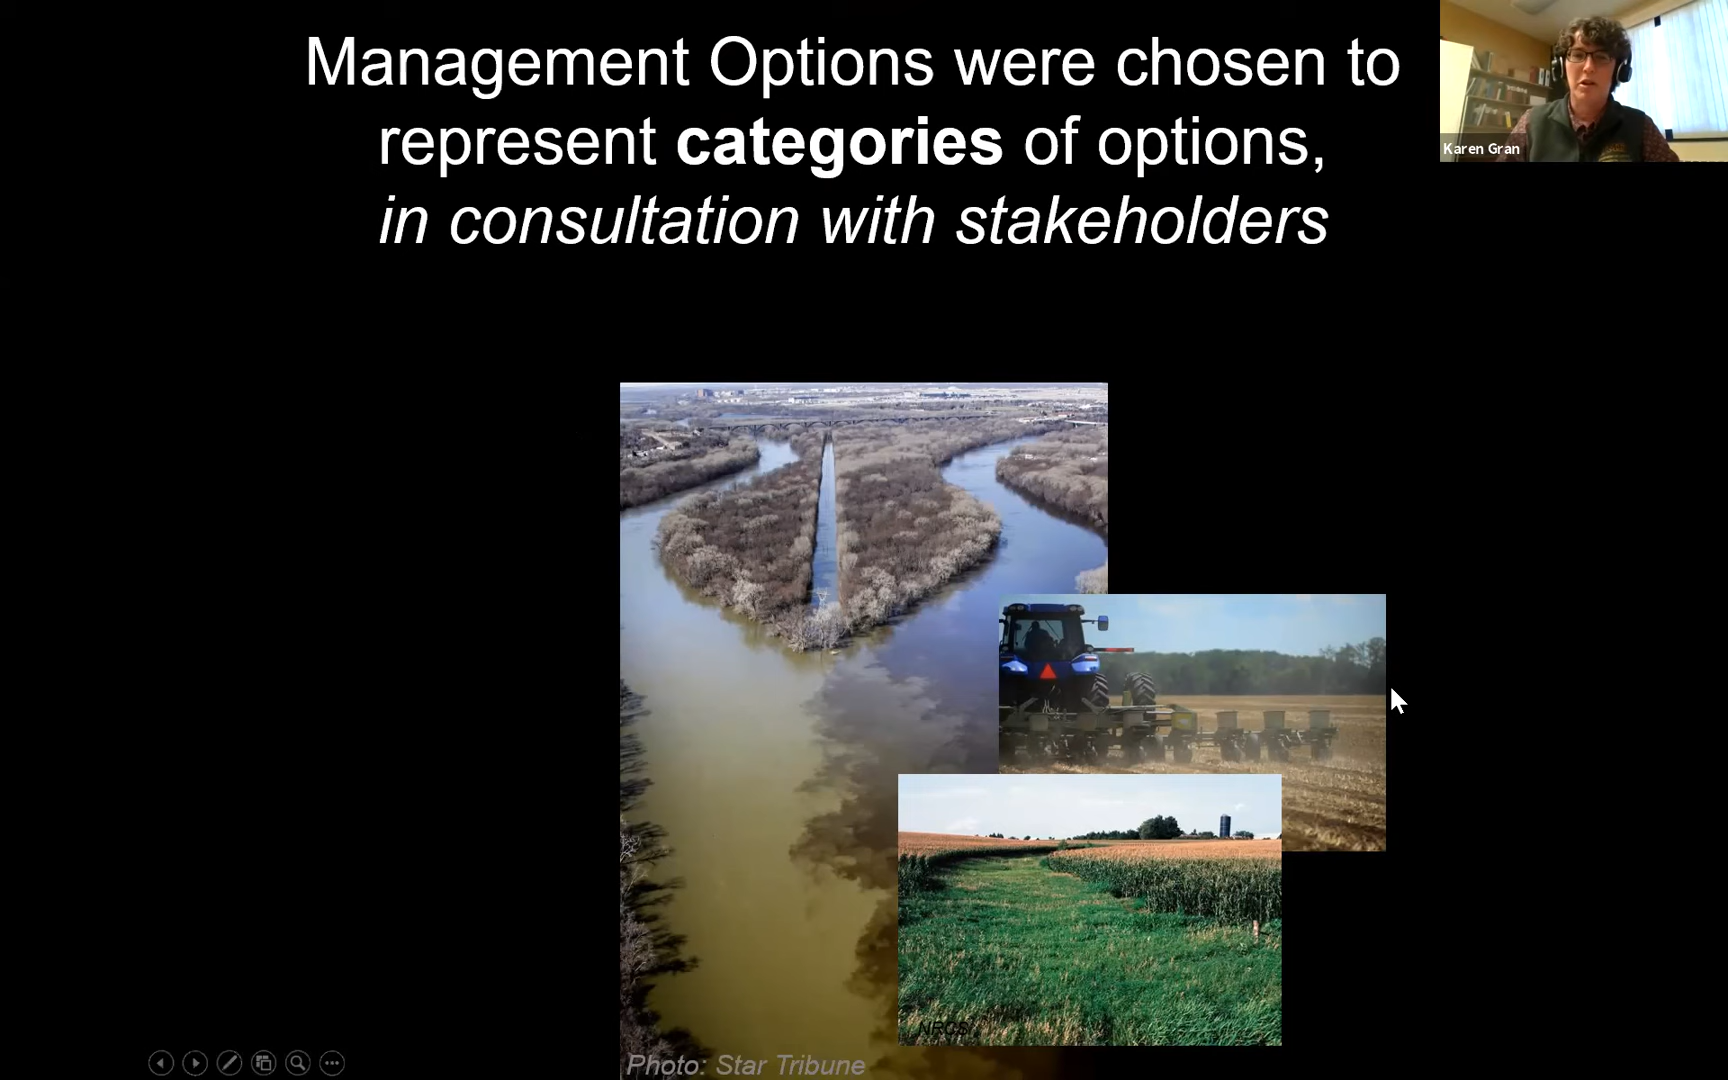 Management Options were chosen to
represent categories of options,
in consultation with stakeholders
Karen Gran
NRCS
Photo: Star Tribune